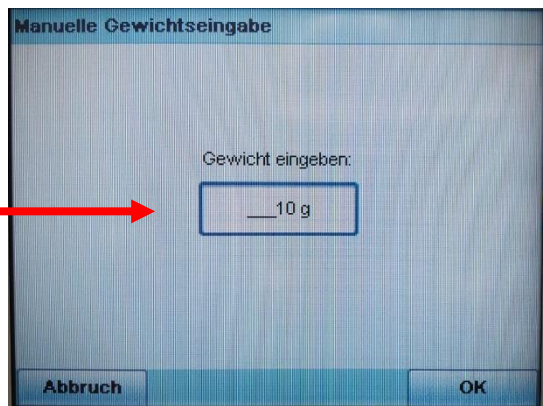 Manuelle Gewichtseingabe
Gewicht eingeben:
___10 g
Abbruch
OK